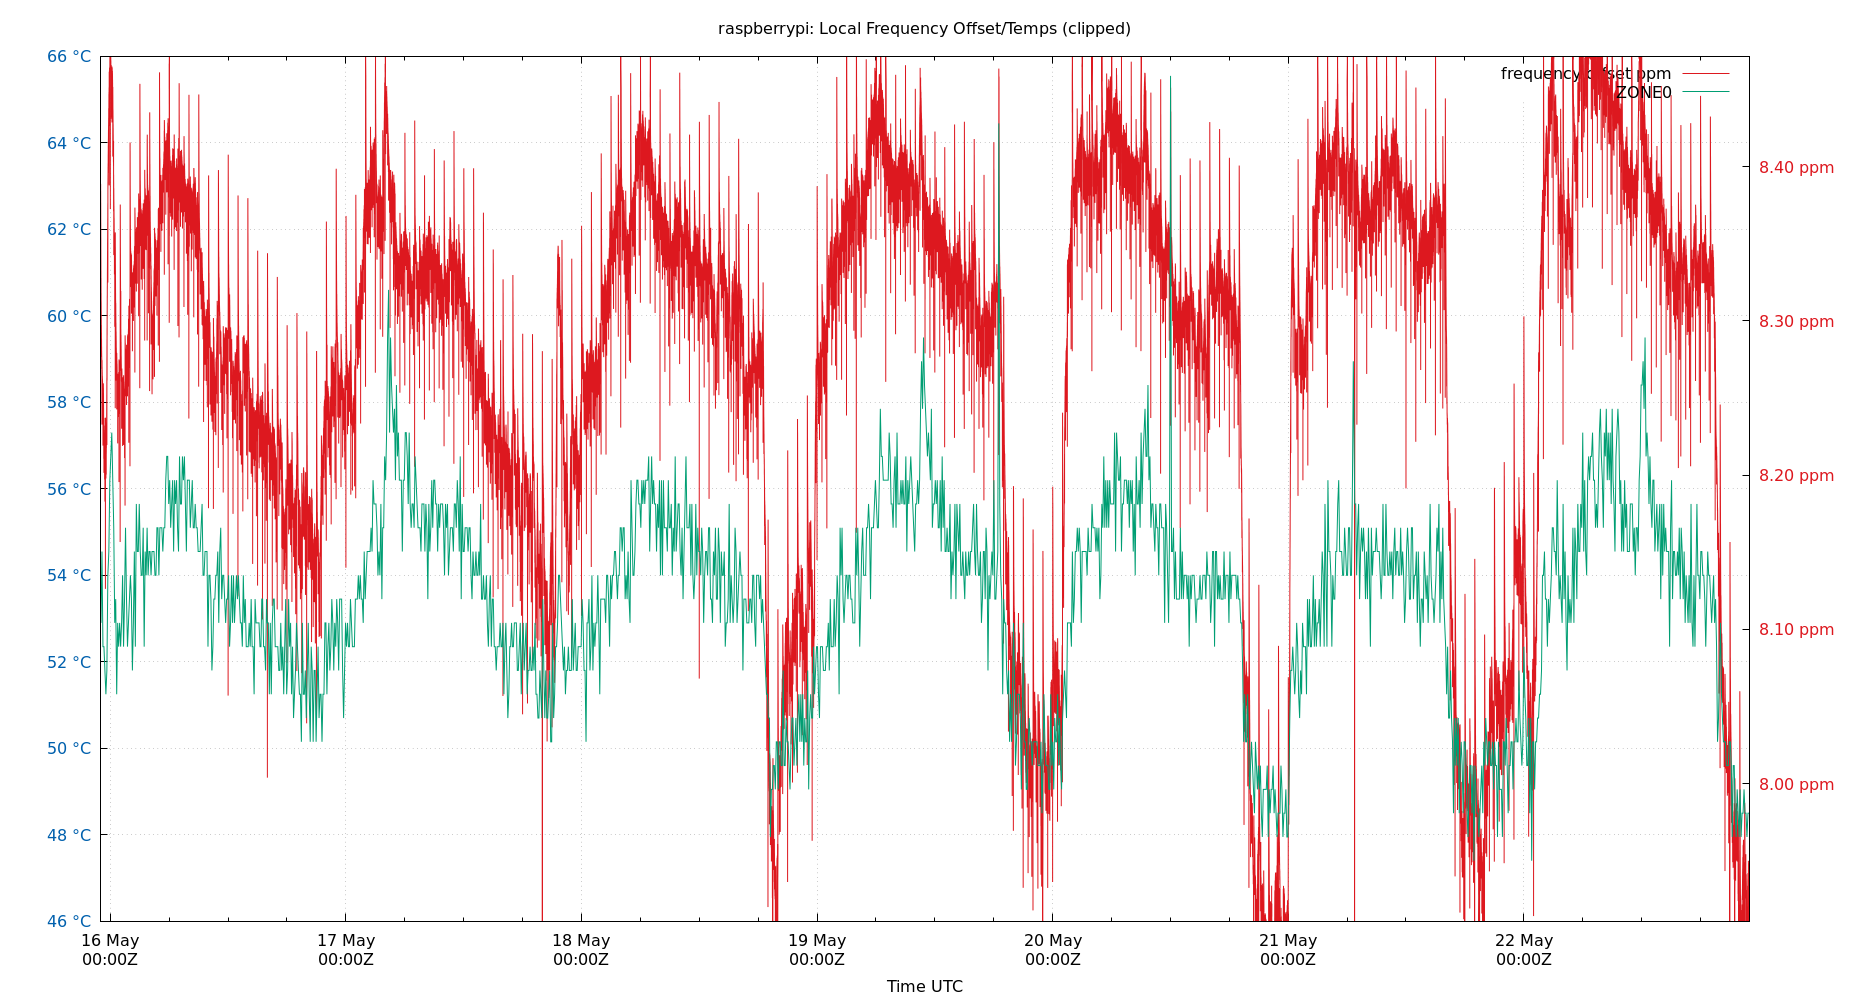 raspberrypi: Local Frequency Offset/Temps (clipped)
66 °C
64 °C
62 °C
60 °C
58 °C
56 °C
54 °C
52 °C
50 °C
48 °C
46 °C
frequency offset ppm
ZONE0
8.40 ppm
8.30 ppm
8.20 ppm
8.10 ppm
8.00 ppm
16 May
00:00Z
17 May
00:00Z
18 May
00:00Z
19 May
00:00Z
20 May
00:00Z
21 May
00:00Z
22 May
00:00Z
Time UTC